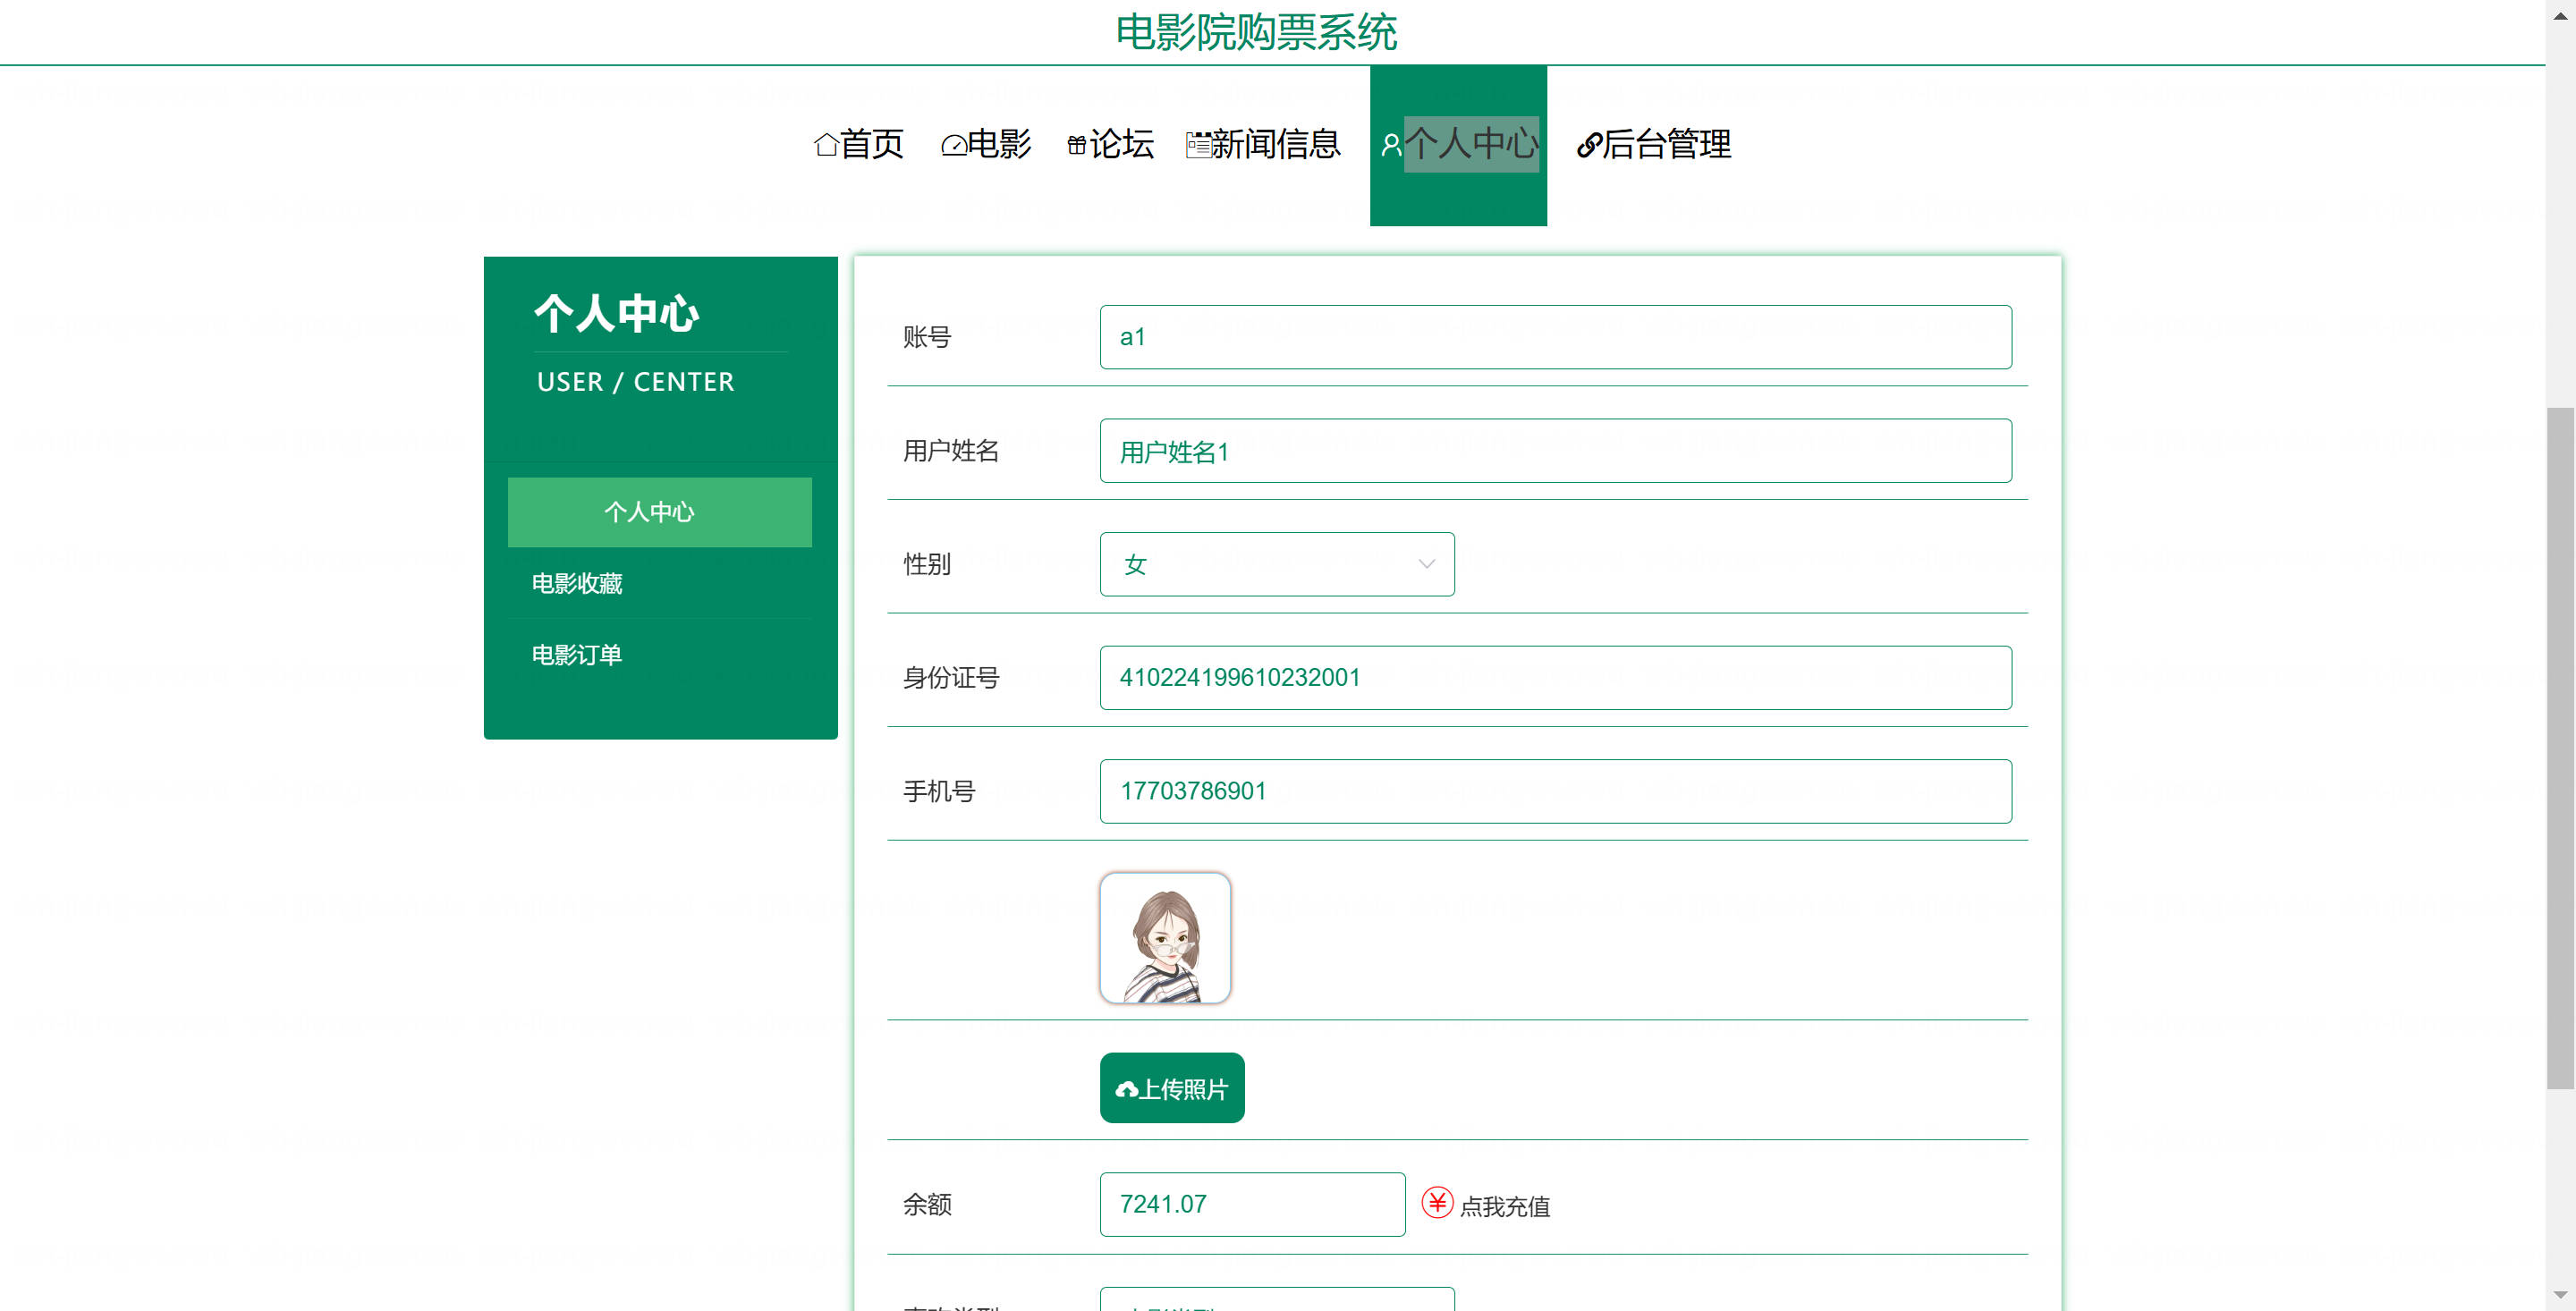 电影院购票系统
首页 电影 论坛 新闻信息 个人中心 后台管理
个人中心
USER / CENTER
个人中心
电影收藏
电影订单
账号 a1
用户姓名 用户姓名1
性别 女
身份证号 410224199610232001
手机号 17703786901
上传照片
余额 7241.07 点我充值